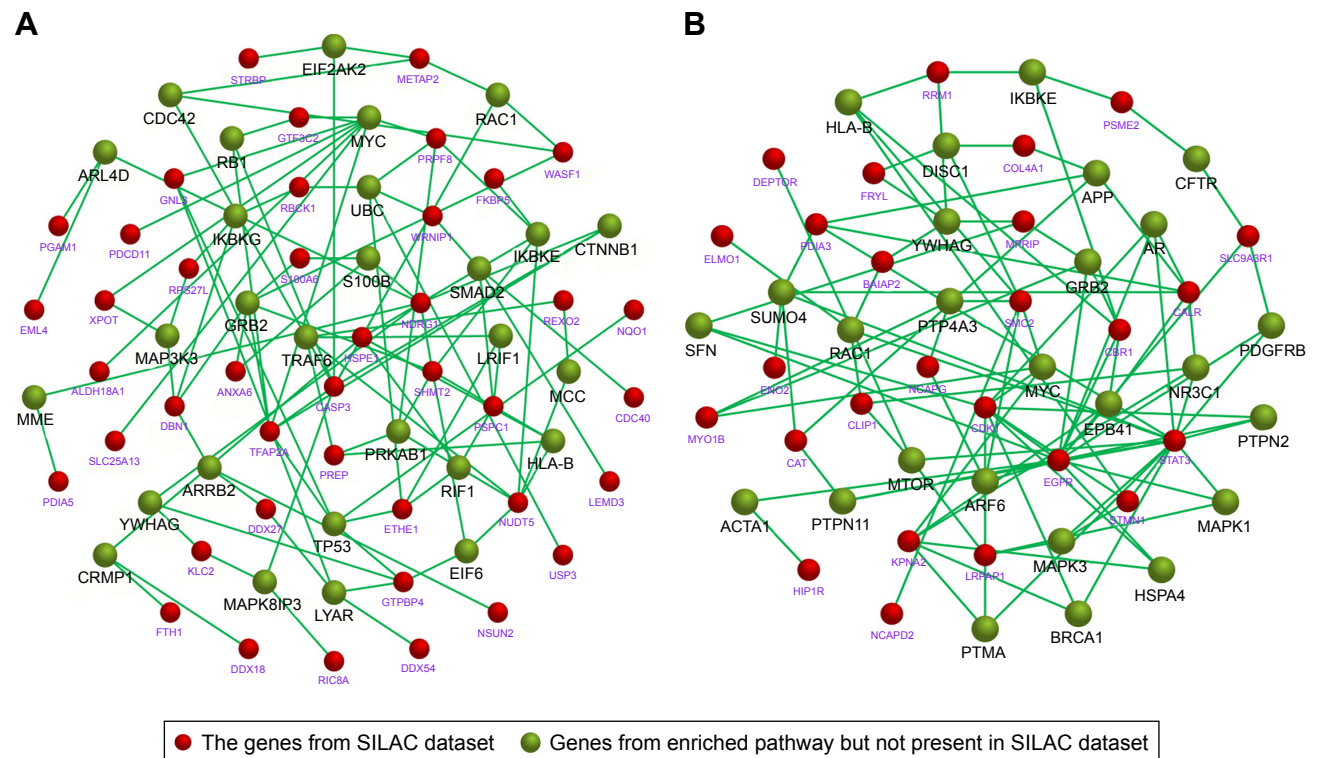 A
B
EIF2AK2
STRBP
METAP2
CDC42
RAC1
GTF3C2
MYC
RB1
PRPF8
WASF1
ARL4D
GNL3
RBCK1
UBC
FKBP5
PGAM1
PDCD11
IKBKG
WRNIP1
IKBKE
CTNNB1
RPS27L
S100A6
S100B
SMAD2
EML4
XPOT
GRB2
NDRG1
REXO2
NQO1
MAP3K3
TRAF6
HSPE1
LRIF1
ALDH18A1
ANXA6
CASP3
SHMT2
MCC
MME
DBN1
PSPC1
CDC40
SLC25A13
TFAP2A
PREP
PRKAB1
HLA-B
PDIA5
ARRB2
RIF1
LEMD3
YWHAG
DDX27
TP53
ETHE1
NUDT5
CRMP1
KLC2
EIF6
USP3
MAPK8IP3
LYAR
GTPBP4
FTH1
NSUN2
DDX18
RIC8A
DDX54
RRM1
IKBKE
HLA-B
PSME2
DEPTOR
FRYL
DISC1
COL4A1
APP
CFTR
ELMO1
PDIA3
YWHAG
MPRIP
AR
SLC9A3R1
BAIAP2
GRB2
SUMO4
PTP4A3
SMC2
CALR
SFN
RAC1
CBR1
PDGFRB
ENO2
NCAPG
MYC
NR3C1
MYO1B
CLIP1
CDK1
EPB41
PTPN2
CAT
MTOR
EGFR
STAT3
ACTA1
PTPN11
ARF6
STMN1
MAPK1
KPNA2
LRPAP1
MAPK3
HIP1R
HSPA4
NCAPD2
PTMA
BRCA1
The genes from SILAC dataset
Genes from enriched pathway but not present in SILAC dataset